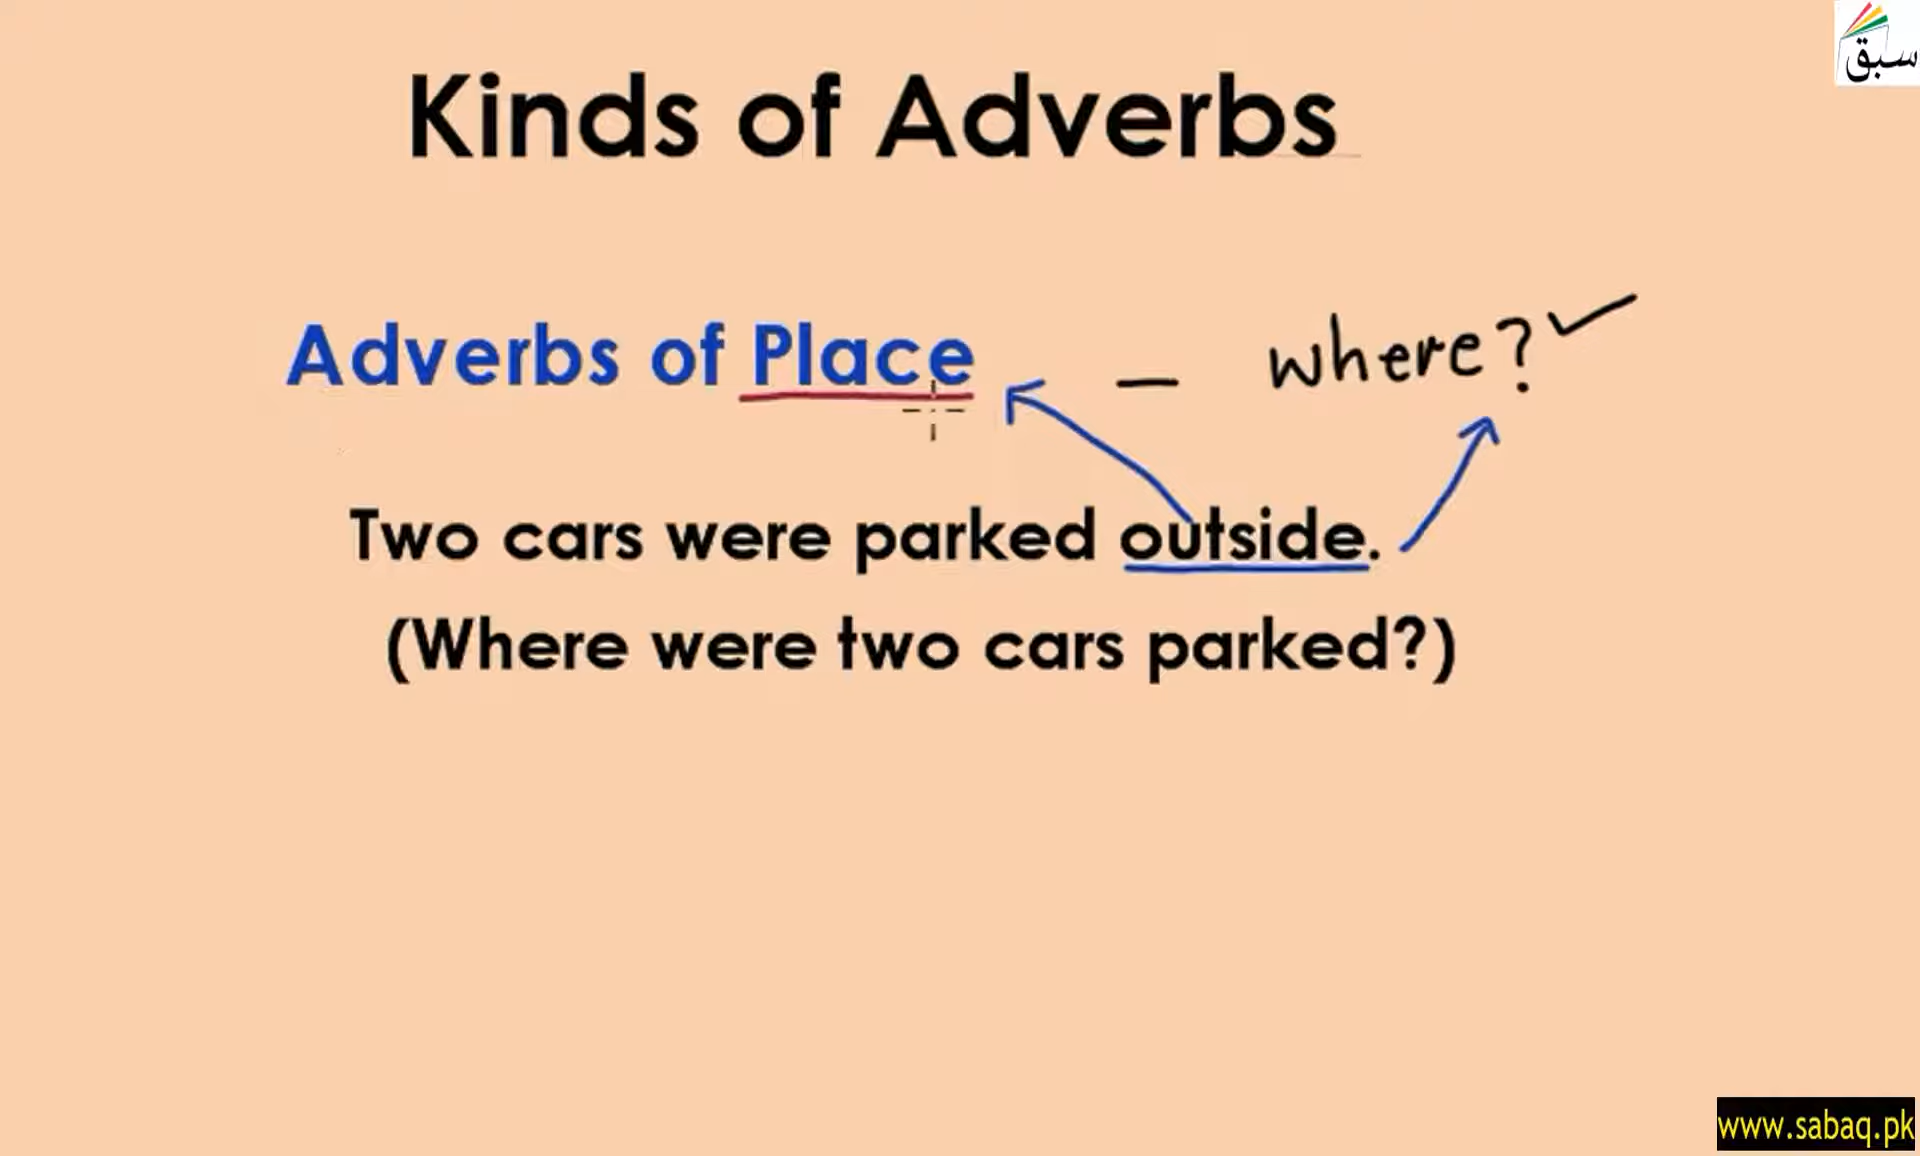 سبق
Kinds of Adverbs
Adverbs of Place — where?
Two cars were parked outside.
(Where were two cars parked?)
www.sabaq.pk